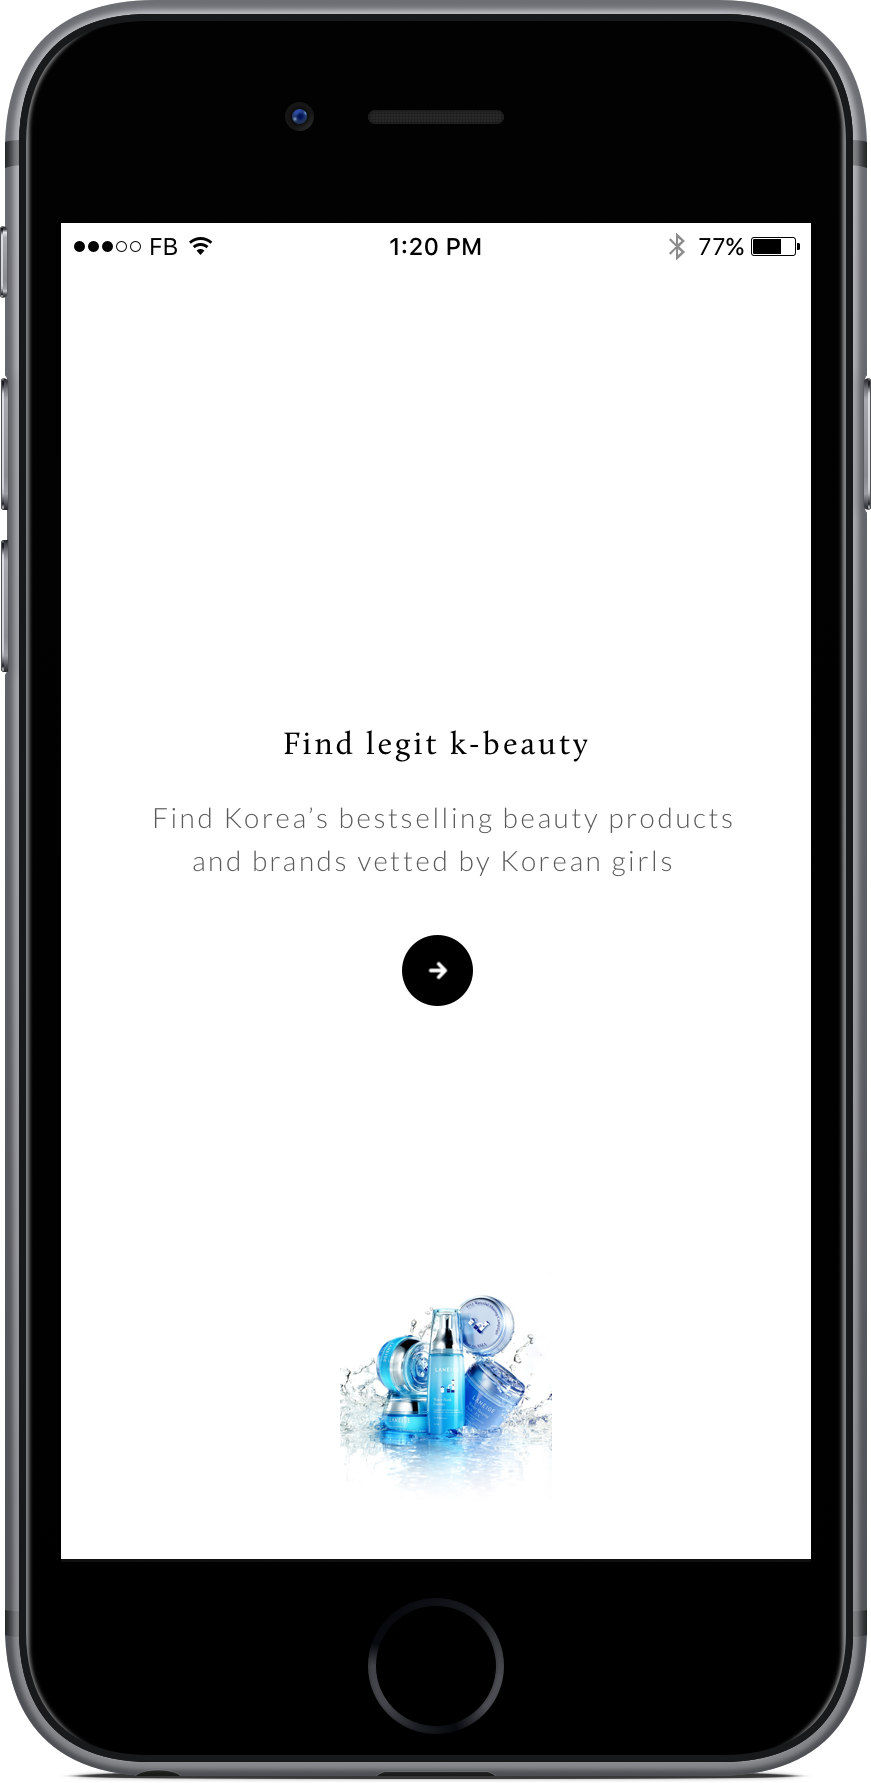 FB 1:20 PM 77%
Find legit k-beauty
Find Korea’s bestselling beauty products
and brands vetted by Korean girls
LANEIGE